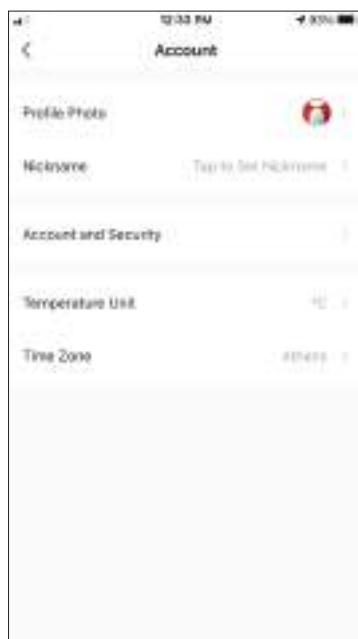 12:33 PM 93%
Account
Profile Photo
Nickname Tap to Set Nickname
Account and Security
Temperature Unit °C
Time Zone Athens